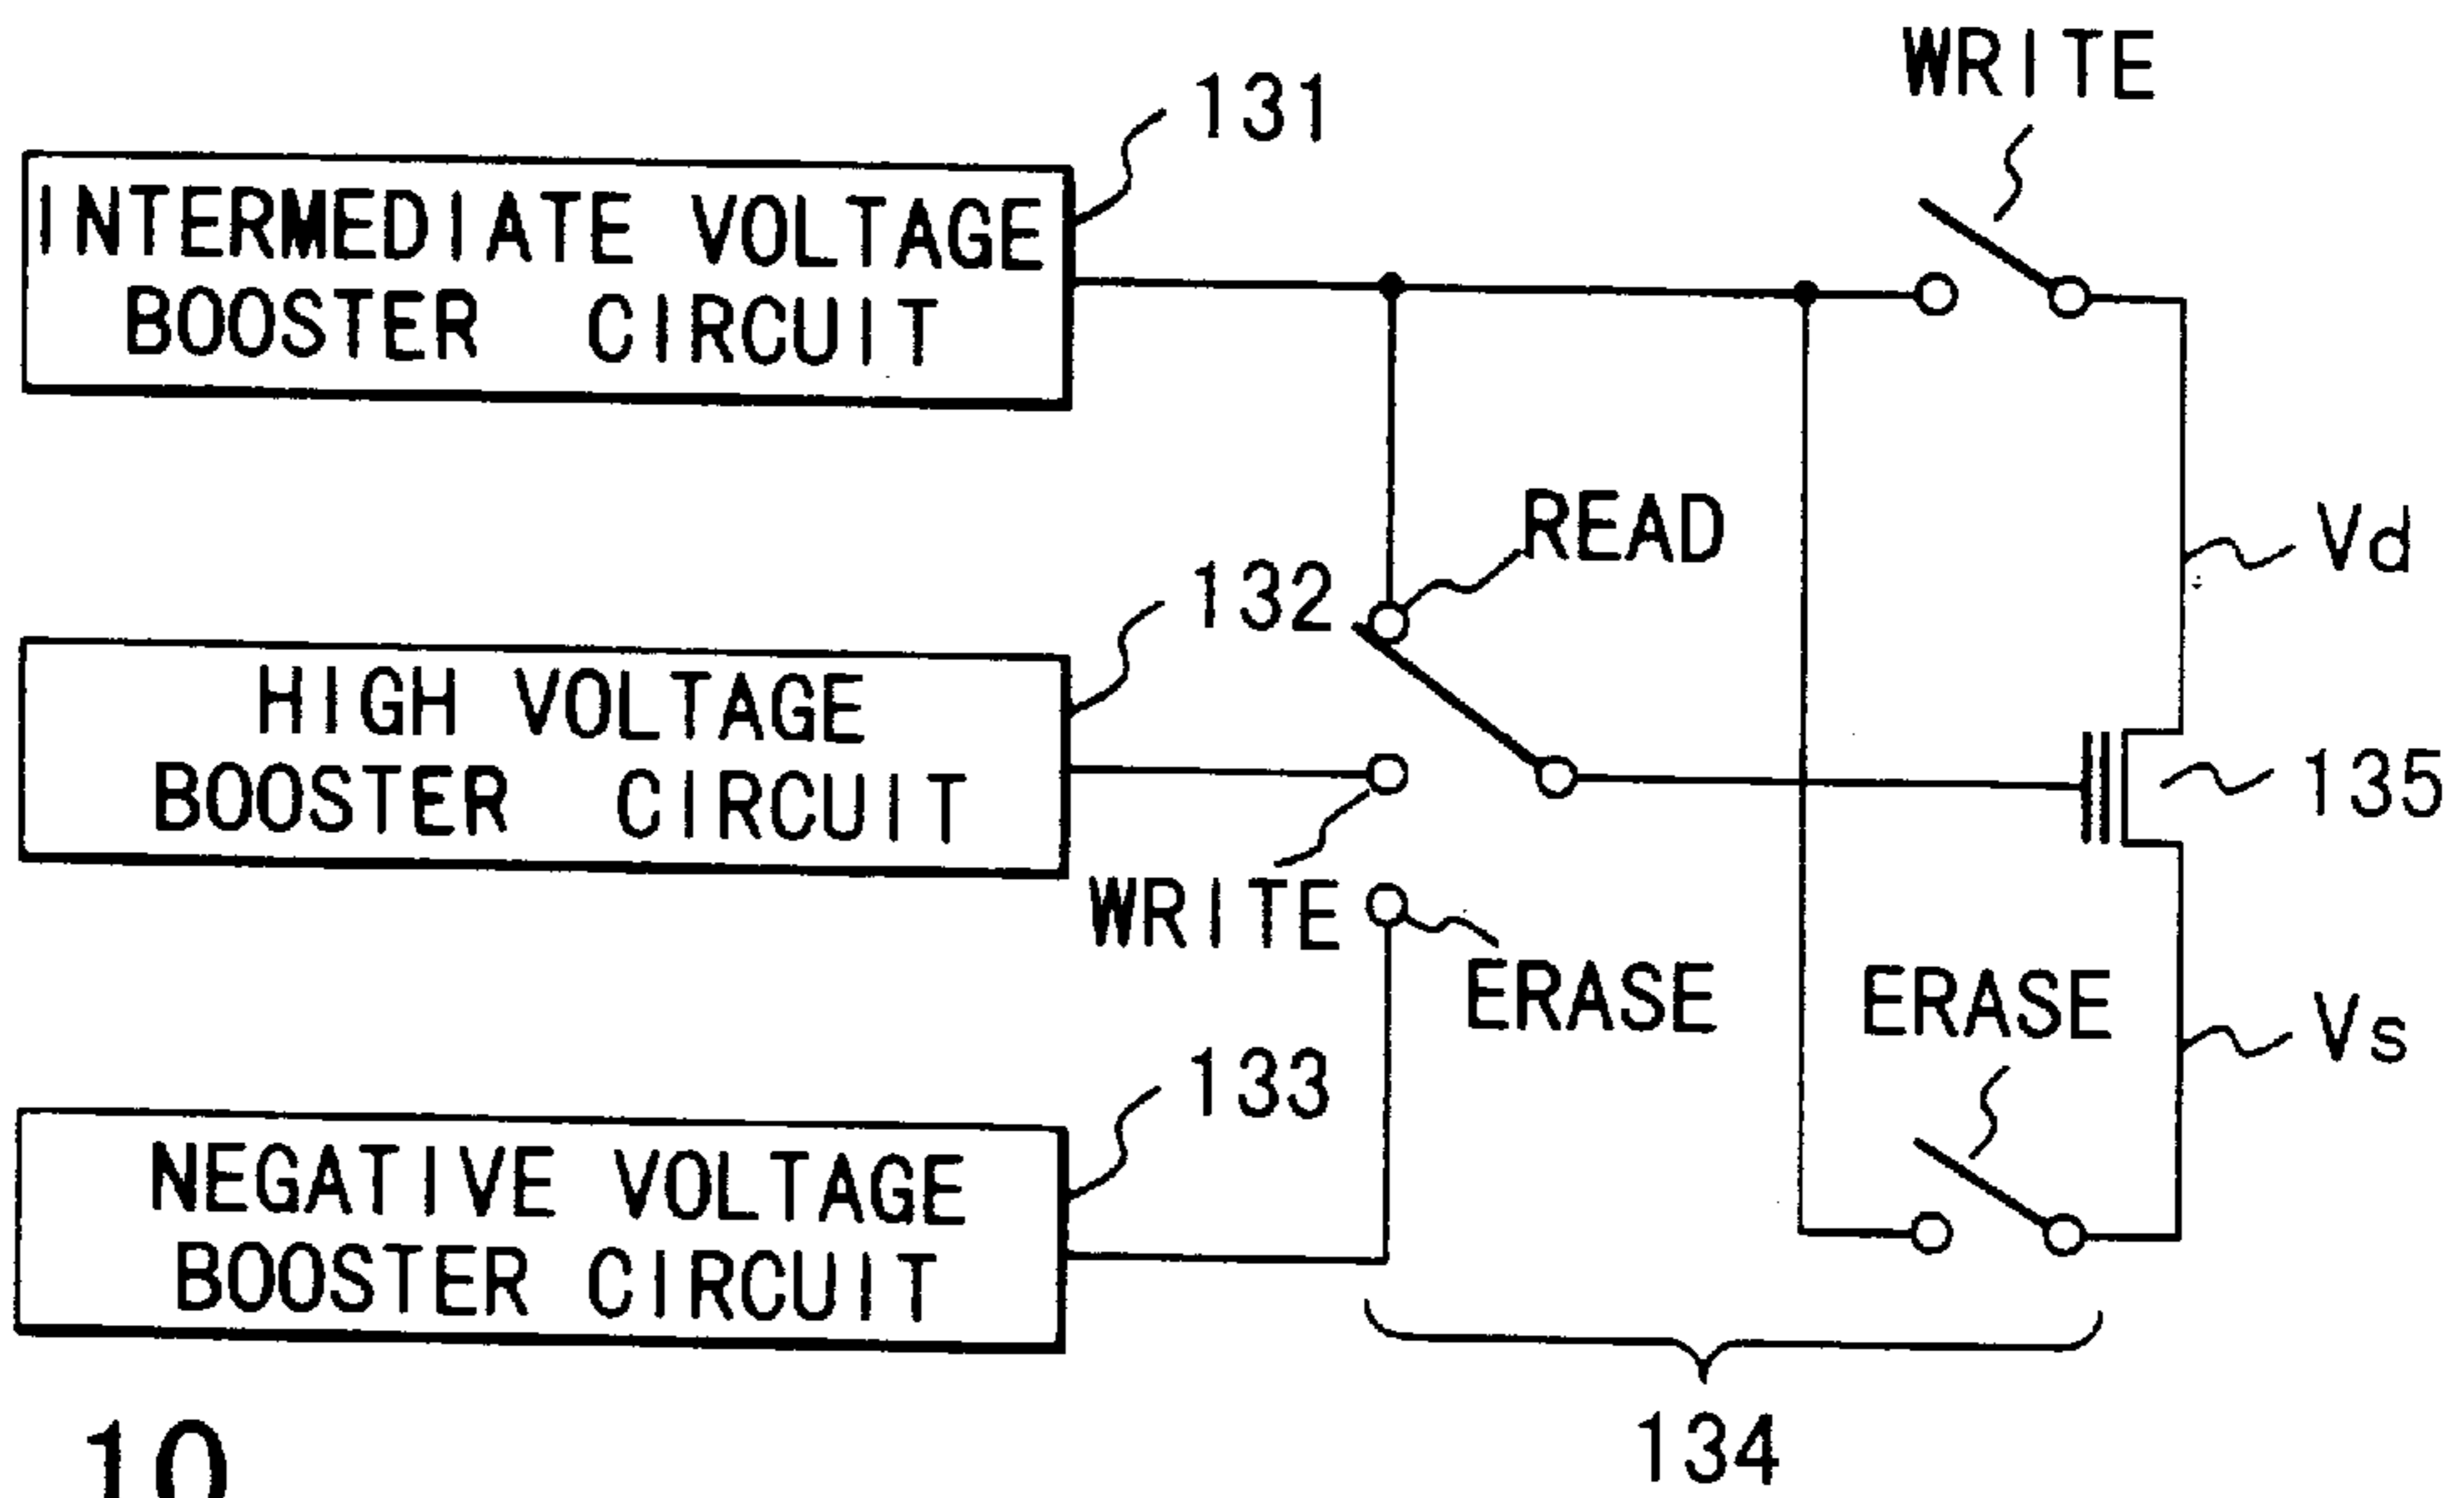 WRITE
131
INTERMEDIATE VOLTAGE
BOOSTER CIRCUIT
READ
Vd
132
HIGH VOLTAGE
BOOSTER CIRCUIT
135
WRITE
ERASE
ERASE
Vs
133
NEGATIVE VOLTAGE
BOOSTER CIRCUIT
134
10